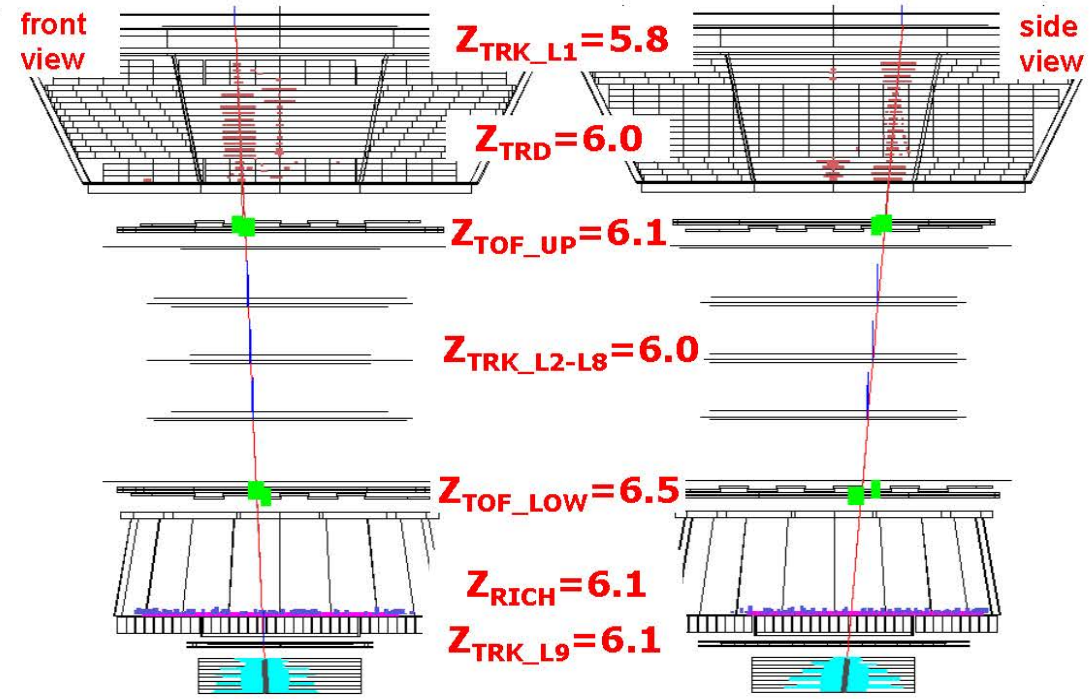 front
view
Z_TRK_L1=5.8
side
view
Z_TRD=6.0
Z_TOF_UP=6.1
Z_TRK_L2-L8=6.0
Z_TOF_LOW=6.5
Z_RICH=6.1
Z_TRK_L9=6.1